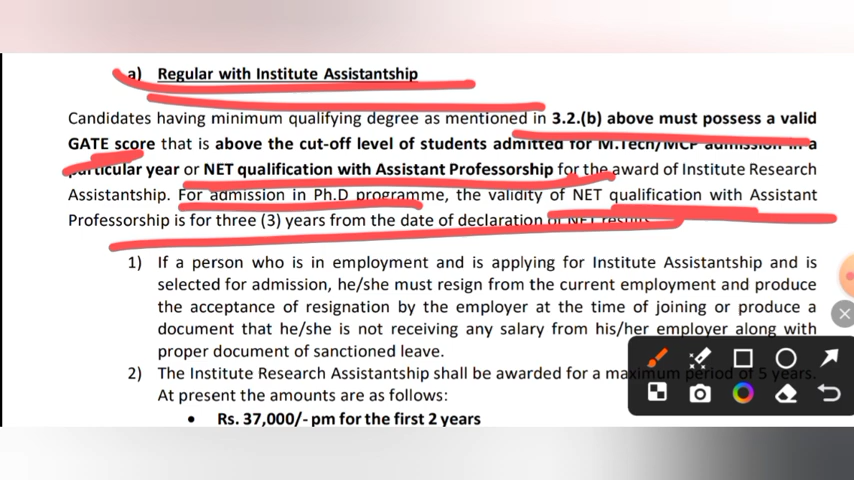 a) Regular with Institute Assistantship
Candidates having minimum qualifying degree as mentioned in 3.2.(b) above must possess a valid
GATE score that is above the cut-off level of students admitted for M.Tech/MCP admission in a
particular year or NET qualification with Assistant Professorship for the award of Institute Research
Assistantship. For admission in Ph.D programme, the validity of NET qualification with Assistant
Professorship is for three (3) years from the date of declaration of NET results.
1) If a person who is in employment and is applying for Institute Assistantship and is
selected for admission, he/she must resign from the current employment and produce
the acceptance of resignation by the employer at the time of joining or produce a
document that he/she is not receiving any salary from his/her employer along with
proper document of sanctioned leave.
2) The Institute Research Assistantship shall be awarded for a maximum period of 5 years.
At present the amounts are as follows:
• Rs. 37,000/- pm for the first 2 years